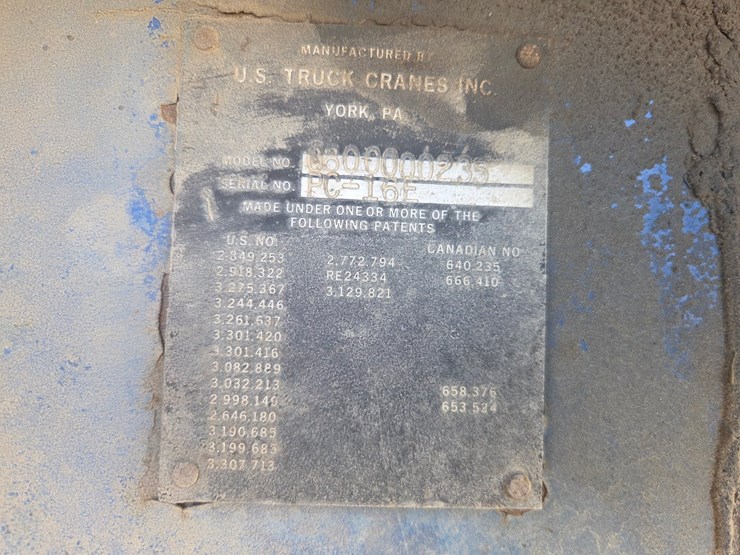 MANUFACTURED BY
U.S. TRUCK CRANES INC.
YORK, PA.
MODEL NO. 0600000235
SERIAL NO. PC-16E
MADE UNDER ONE OR MORE OF THE
FOLLOWING PATENTS
U.S. NO. CANADIAN NO
2.349.253 2.772.794 640.235
2.918.322 RE24334 666.410
3.275.367 3.129.821
3.244.446
3.261.637
3.301.420
3.301.416
3.082.889
3.032.213 658.376
2.998.140 653.534
2.646.180
3.190.685
3.199.683
3.307.713